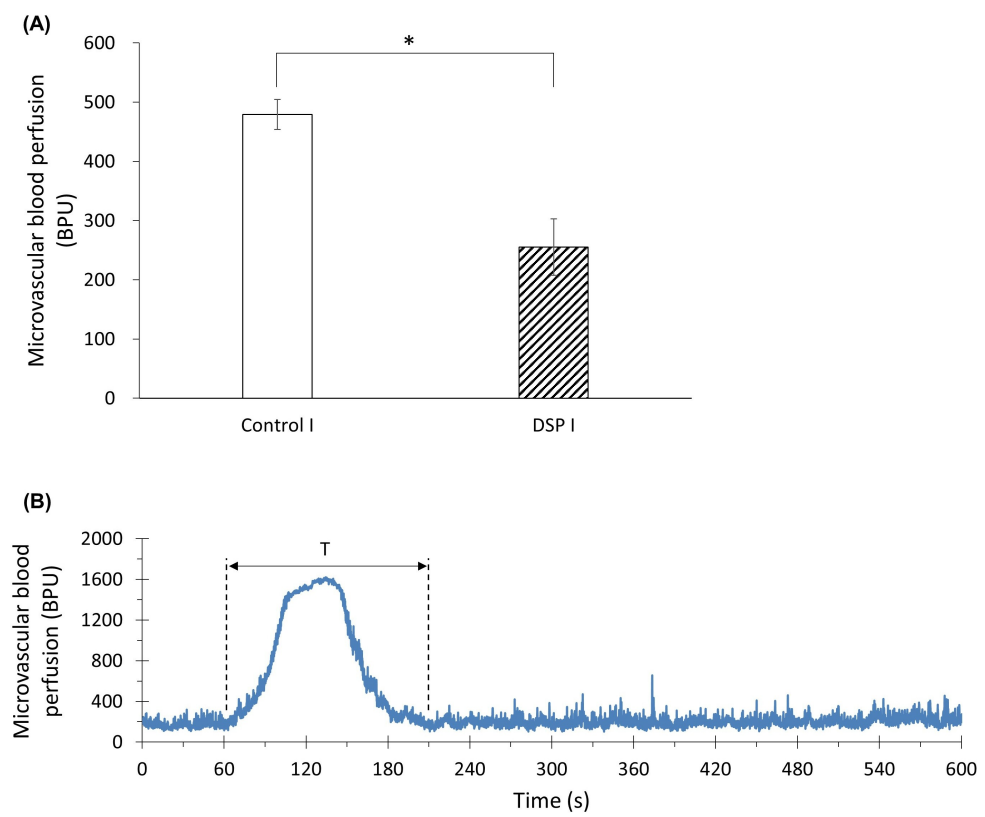 (A)
Microvascular blood perfusion
(BPU)
600
500
400
300
200
100
0
*
Control I
DSP I
(B)
Microvascular blood
perfusion (BPU)
2000
1600
1200
800
400
0
T
0 60 120 180 240 300 360 420 480 540 600
Time (s)